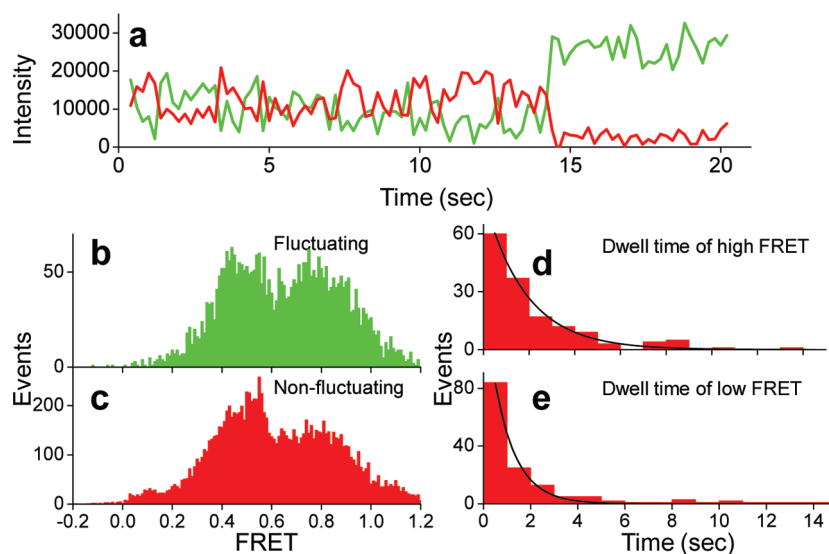 a
Intensity
30000
20000
10000
0
0 5 10 15 20
Time (sec)
b
Fluctuating
50
0
Events
c
Non-fluctuating
200
100
0
-0.2 0.0 0.2 0.4 0.6 0.8 1.0 1.2
FRET
d
Dwell time of high FRET
60
30
0
Events
e
Dwell time of low FRET
80
40
0
0 2 4 6 8 10 12 14
Time (sec)